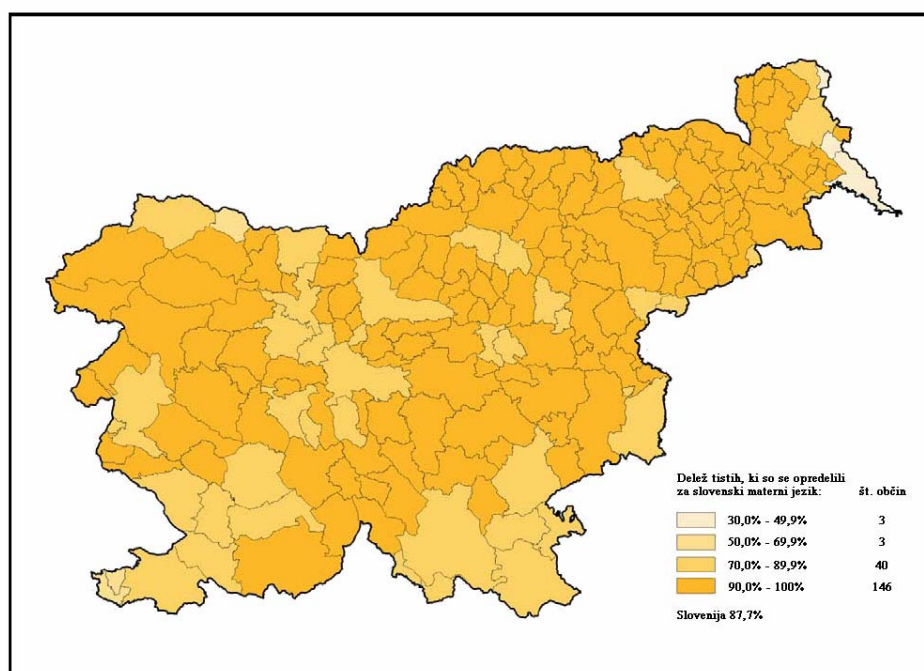 Delež tistih, ki so se opredelili
za slovenski materni jezik: št. občin
30,0% - 49,9% 3
50,0% - 69,9% 3
70,0% - 89,9% 40
90,0% - 100% 146
Slovenija 87,7%